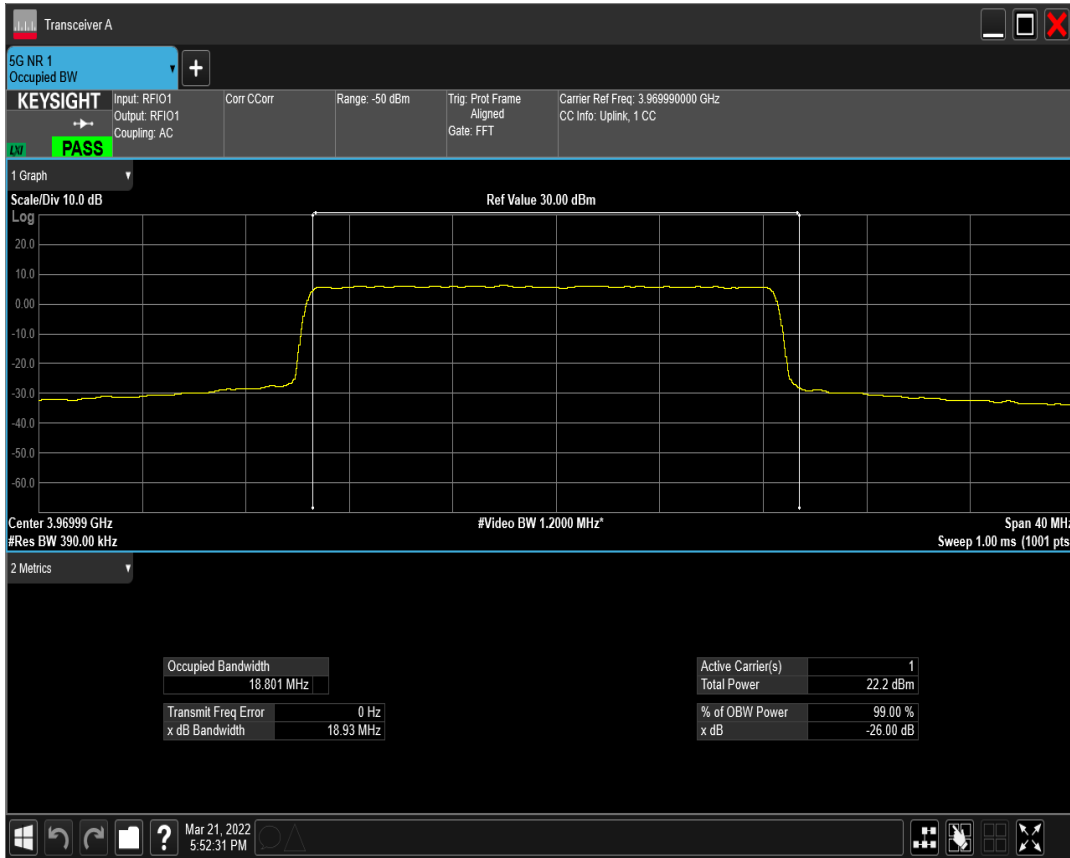 Transceiver A
5G NR 1
Occupied BW
KEYSIGHT
LXI
PASS
Input: RFIO1
Output: RFIO1
Coupling: AC
Corr CCorr
Range: -50 dBm
Trig: Prot Frame
Aligned
Gate: FFT
Carrier Ref Freq: 3.969990000 GHz
CC Info: Uplink, 1 CC
1 Graph
Scale/Div 10.0 dB
Ref Value 30.00 dBm
Log
20.0
10.0
0.00
-10.0
-20.0
-30.0
-40.0
-50.0
-60.0
Center 3.96999 GHz
#Video BW 1.2000 MHz*
Span 40 MHz
#Res BW 390.00 kHz
Sweep 1.00 ms (1001 pts
2 Metrics
Occupied Bandwidth
18.801 MHz
Transmit Freq Error 0 Hz
x dB Bandwidth 18.93 MHz
Active Carrier(s) 1
Total Power 22.2 dBm
% of OBW Power 99.00 %
x dB -26.00 dB
?
Mar 21, 2022
5:52:31 PM